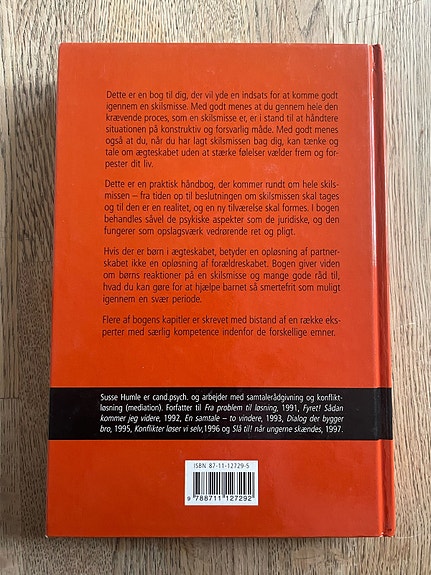 Dette er en bog til dig, der vil yde en indsats for at komme godt
igennem en skilsmisse. Med godt menes at du gennem hele den
krævende proces, som en skilsmisse er, er i stand til at håndtere
situationen på konstruktiv og forsvarlig måde. Med godt menes
også at du, når du har lagt skilsmissen bag dig, kan tænke og
tale om ægteskabet uden at stærke følelser vælder frem og for-
pester dit liv.
Dette er en praktisk håndbog, der kommer rundt om hele skils-
missen – fra tiden op til beslutningen om skilsmissen skal tages
og til den er en realitet, og en ny tilværelse skal formes. I bogen
behandles såvel de psykiske aspekter som de juridiske, og den
fungerer som opslagsværk vedrørende ret og pligt.
Hvis der er børn i ægteskabet, betyder en opløsning af partner-
skabet ikke en opløsning af forældreskabet. Bogen giver viden
om børns reaktioner på en skilsmisse og mange gode råd til,
hvad du kan gøre for at hjælpe barnet så smertefrit som muligt
igennem en svær periode.
Flere af bogens kapitler er skrevet med bistand af en række eks-
perter med særlig kompetence indenfor de forskellige emner.
Susse Humle er cand.psych. og arbejder med samtalerådgivning og konflikt-
løsning (mediation). Forfatter til Fra problem til løsning, 1991, Fyret! Sådan
kommer jeg videre, 1992, En samtale – to vindere, 1993, Dialog der bygger
bro, 1995, Konflikter løser vi selv,1996 og Slå til! når ungerne skændes, 1997.
ISBN 87-11-12729-5
9 788711 127292